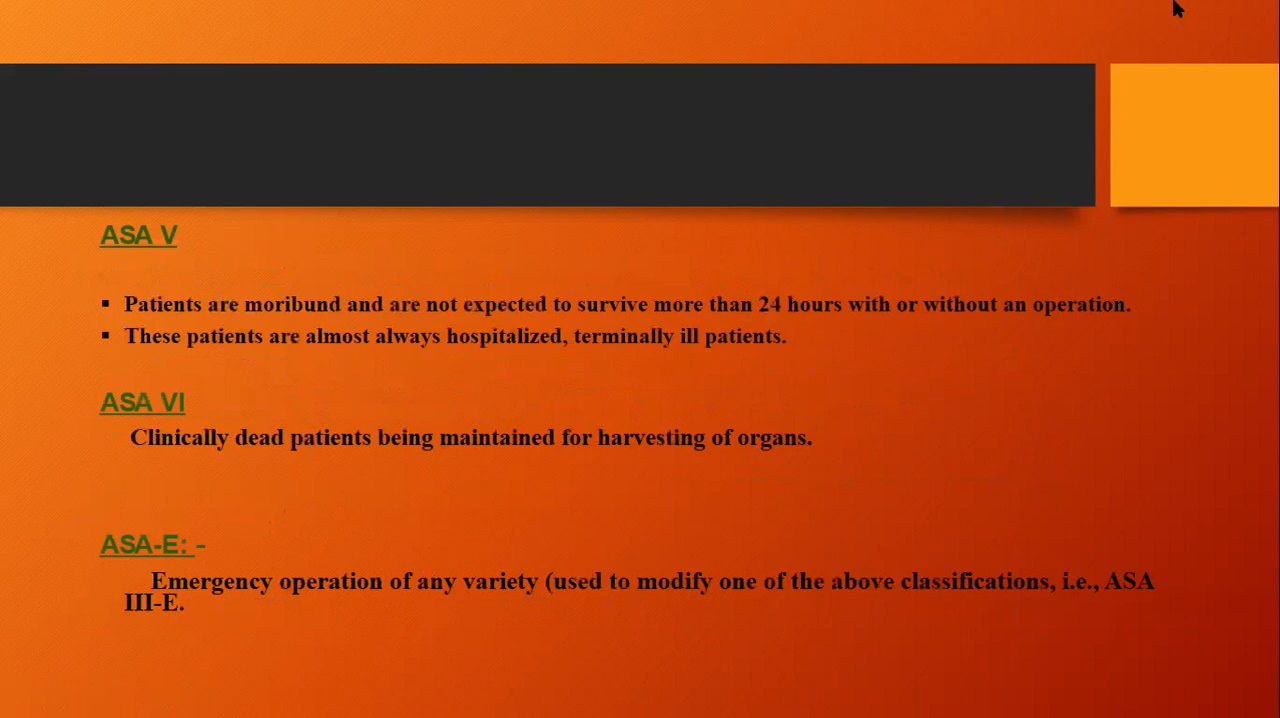 ASA V
▪ Patients are moribund and are not expected to survive more than 24 hours with or without an operation.
▪ These patients are almost always hospitalized, terminally ill patients.
ASA VI
Clinically dead patients being maintained for harvesting of organs.
ASA-E: -
Emergency operation of any variety (used to modify one of the above classifications, i.e., ASA
III-E.